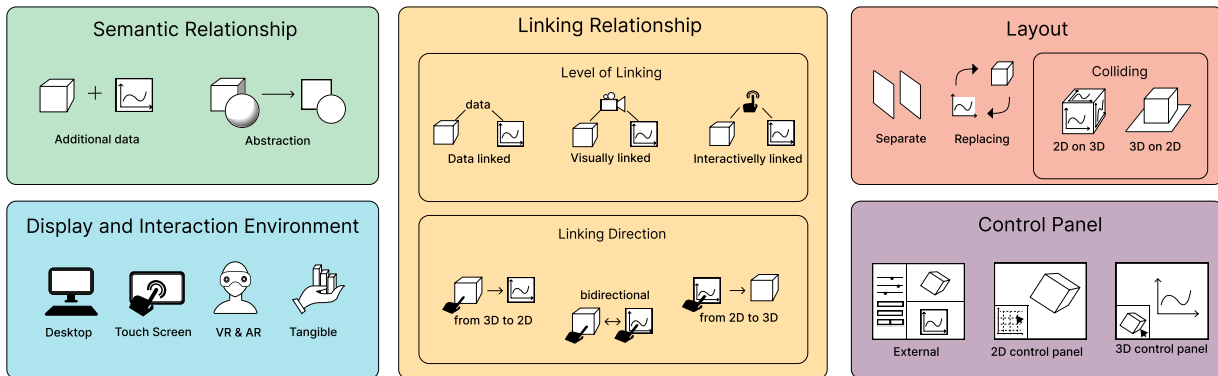 Semantic Relationship
Additional data
Abstraction
Linking Relationship
Level of Linking
data
Data linked
Visually linked
Interactivelly linked
Linking Direction
from 3D to 2D
bidirectional
from 2D to 3D
Layout
Separate
Replacing
Colliding
2D on 3D
3D on 2D
Display and Interaction Environment
Desktop
Touch Screen
VR & AR
Tangible
Control Panel
External
2D control panel
3D control panel